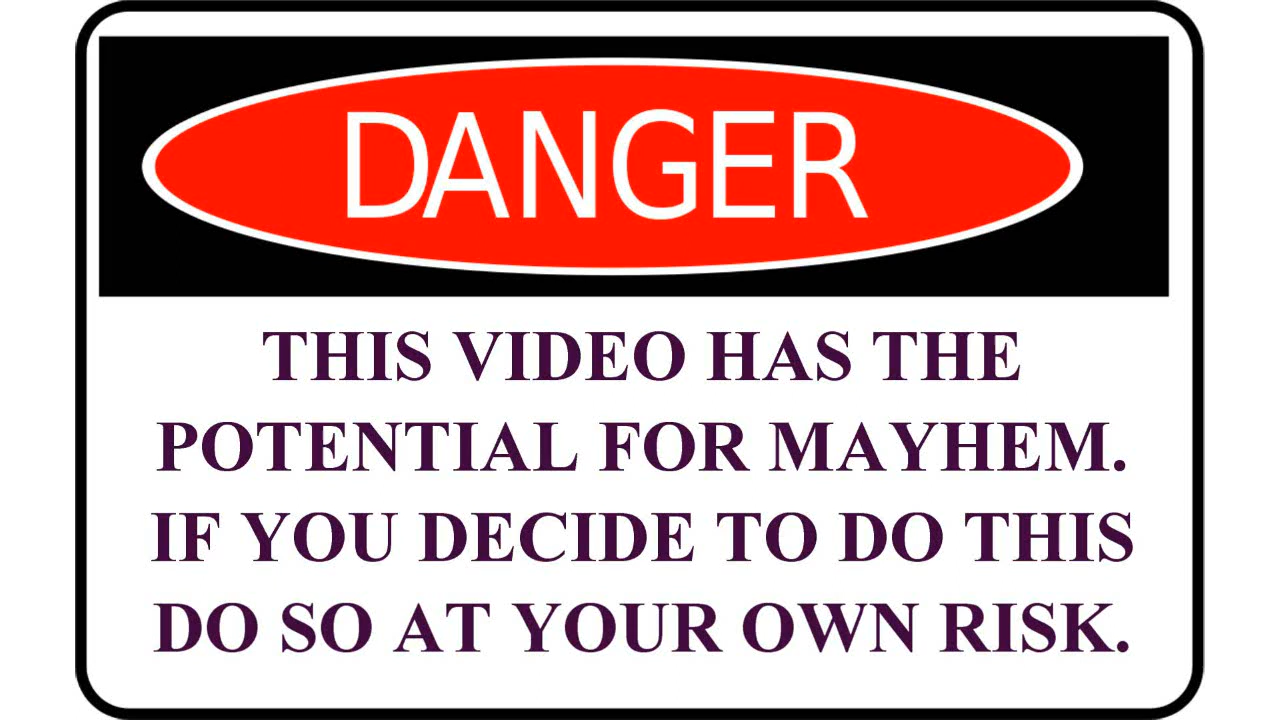 DANGER
THIS VIDEO HAS THE
POTENTIAL FOR MAYHEM.
IF YOU DECIDE TO DO THIS
DO SO AT YOUR OWN RISK.